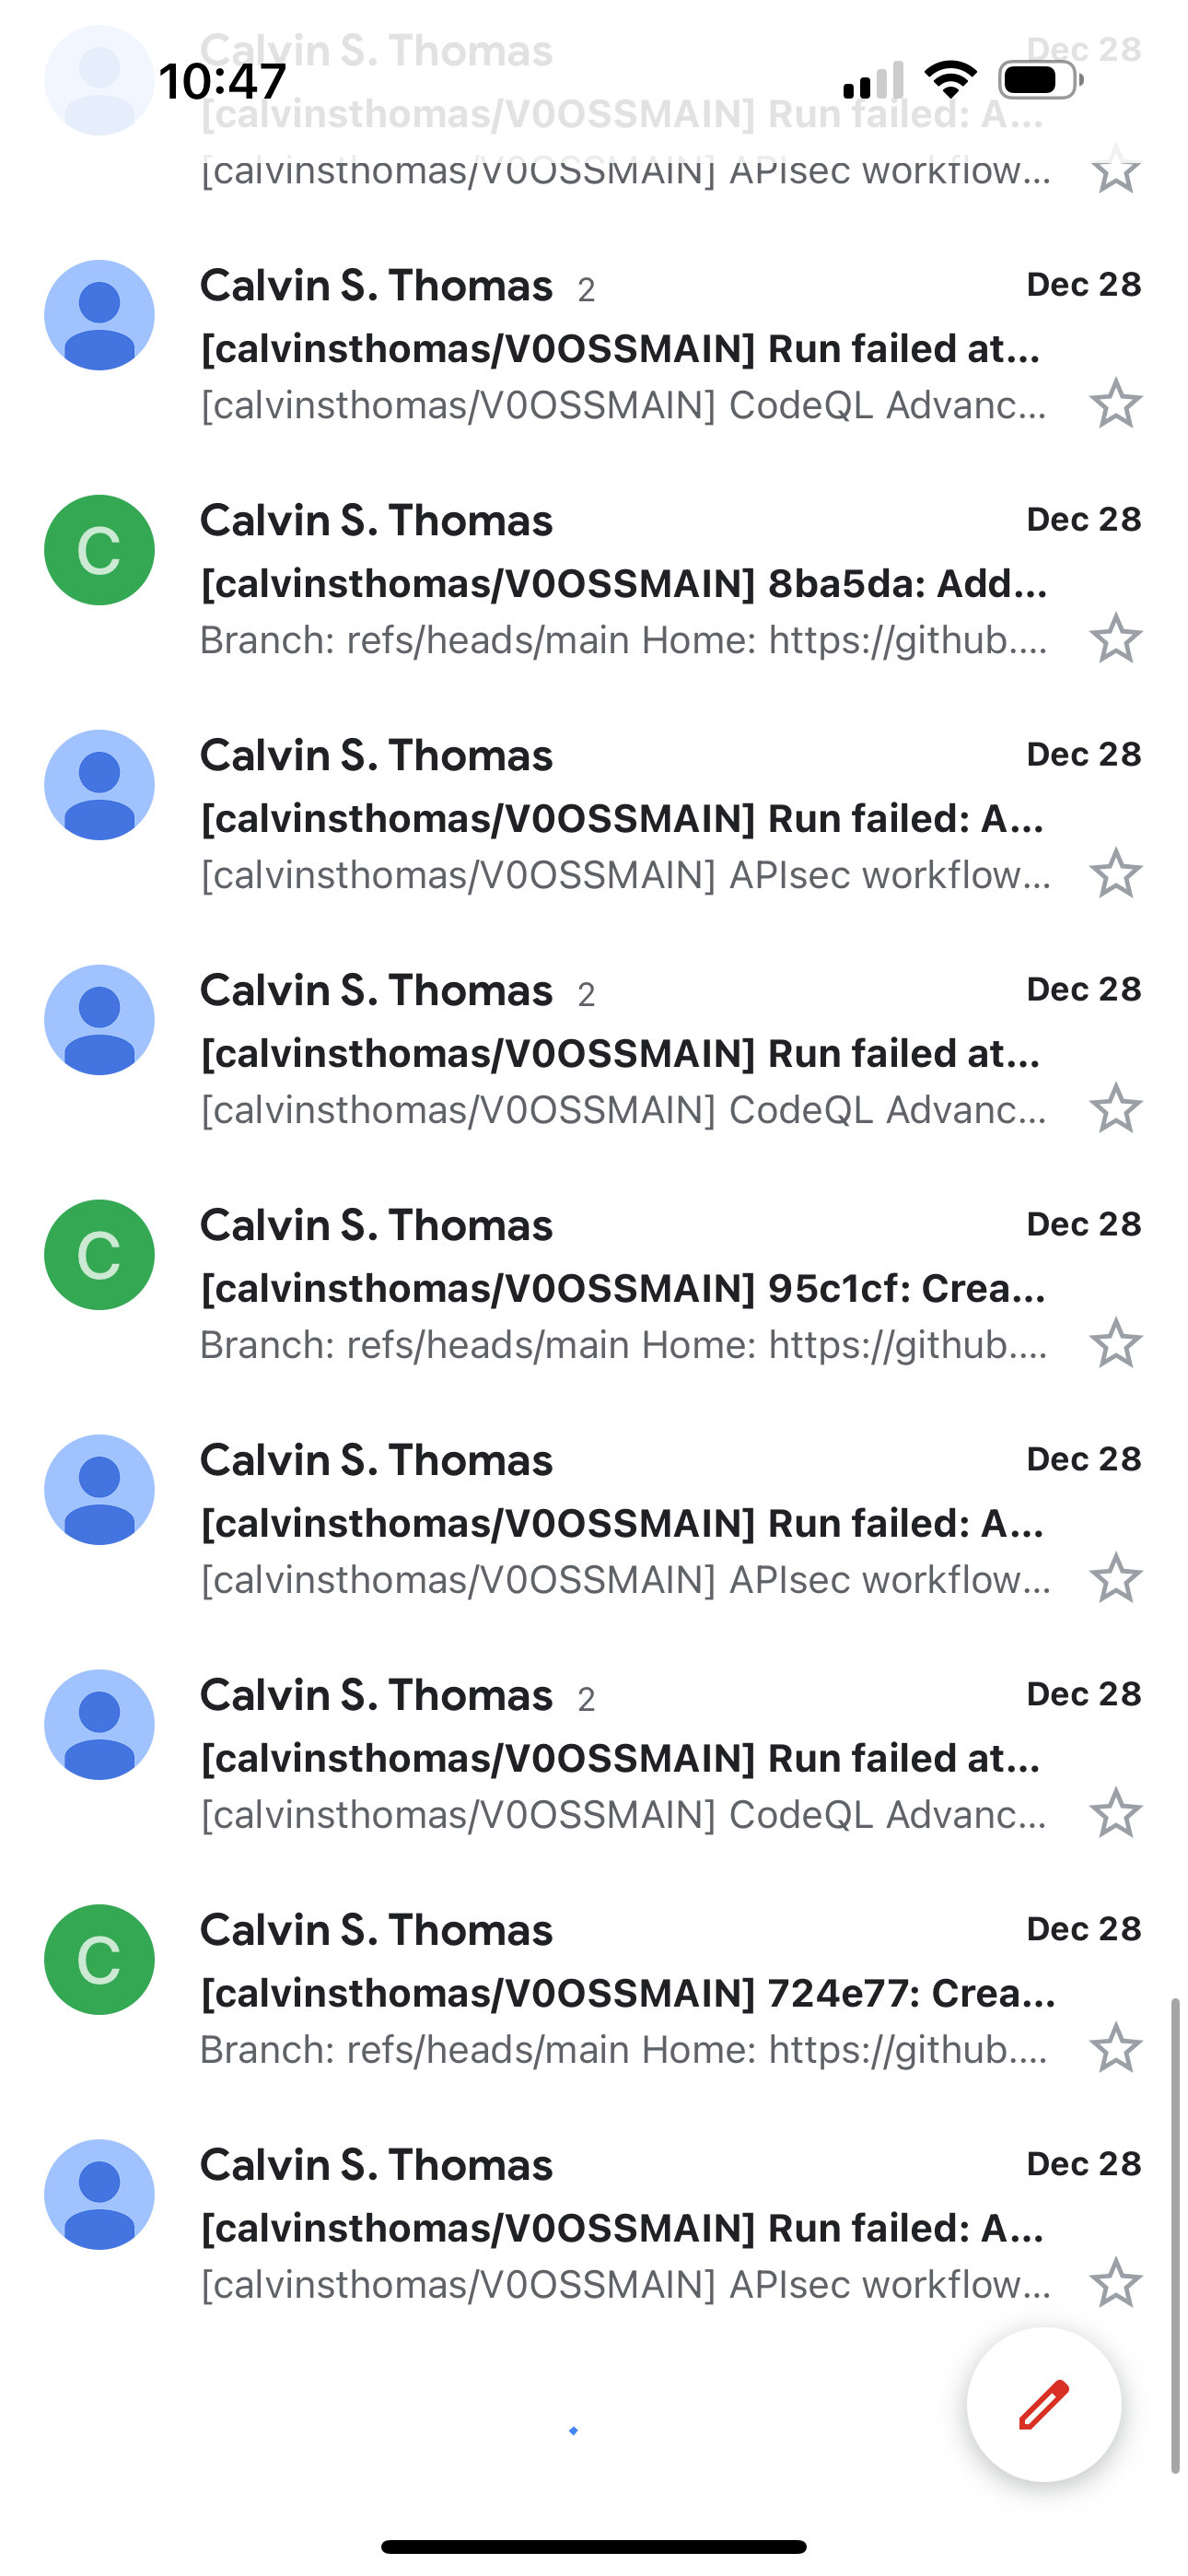 Calvin S. Thomas Dec 28
10:47
[calvinsthomas/V0OSSMAIN] Run failed: A...
[calvinsthomas/V0OSSMAIN] APIsec workflow...
Calvin S. Thomas 2 Dec 28
[calvinsthomas/V0OSSMAIN] Run failed at...
[calvinsthomas/V0OSSMAIN] CodeQL Advanc...
C
Calvin S. Thomas Dec 28
[calvinsthomas/V0OSSMAIN] 8ba5da: Add...
Branch: refs/heads/main Home: https://github....
Calvin S. Thomas Dec 28
[calvinsthomas/V0OSSMAIN] Run failed: A...
[calvinsthomas/V0OSSMAIN] APIsec workflow...
Calvin S. Thomas 2 Dec 28
[calvinsthomas/V0OSSMAIN] Run failed at...
[calvinsthomas/V0OSSMAIN] CodeQL Advanc...
C
Calvin S. Thomas Dec 28
[calvinsthomas/V0OSSMAIN] 95c1cf: Crea...
Branch: refs/heads/main Home: https://github....
Calvin S. Thomas Dec 28
[calvinsthomas/V0OSSMAIN] Run failed: A...
[calvinsthomas/V0OSSMAIN] APIsec workflow...
Calvin S. Thomas 2 Dec 28
[calvinsthomas/V0OSSMAIN] Run failed at...
[calvinsthomas/V0OSSMAIN] CodeQL Advanc...
C
Calvin S. Thomas Dec 28
[calvinsthomas/V0OSSMAIN] 724e77: Crea...
Branch: refs/heads/main Home: https://github....
Calvin S. Thomas Dec 28
[calvinsthomas/V0OSSMAIN] Run failed: A...
[calvinsthomas/V0OSSMAIN] APIsec workflow...